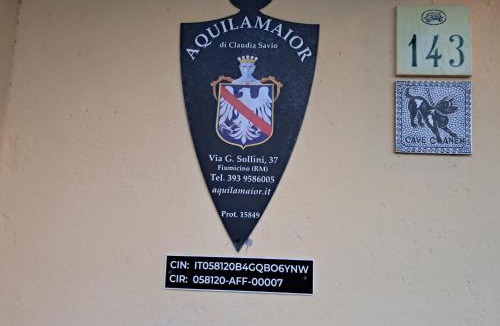 AQUILAMAIOR
di Claudia Savio
Via G. Sollini, 37
Fiumicino (RM)
Tel. 393 9586005
aquilamaior.it
Prot. 15849
CIN: IT058120B4GQBO6YNW
CIR: 058120-AFF-00007
143
CAVE CANEM